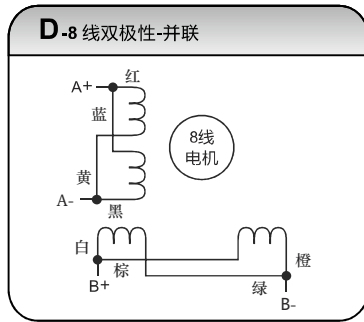 D-8 线双极性-并联
A+
红
蓝
8线
电机
黄
A-
黑
白
棕
橙
绿
B+
B-